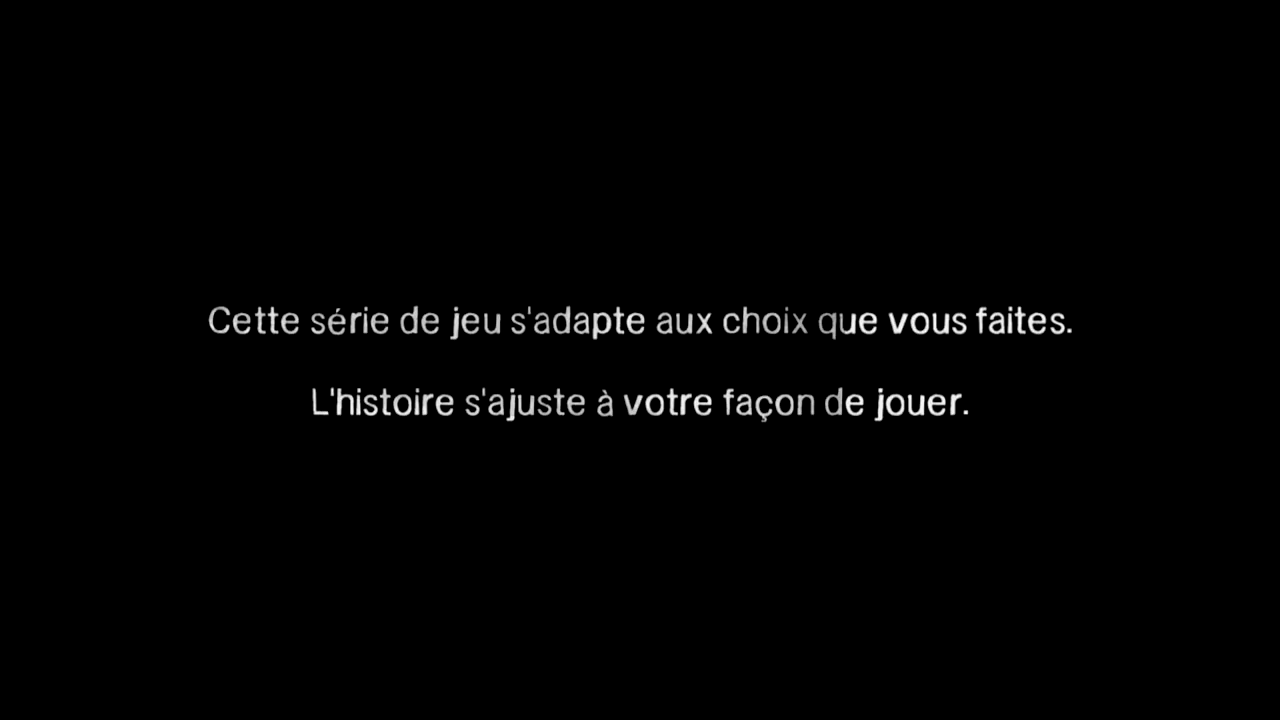 Cette série de jeu s'adapte aux choix que vous faites.
L'histoire s'ajuste à votre façon de jouer.